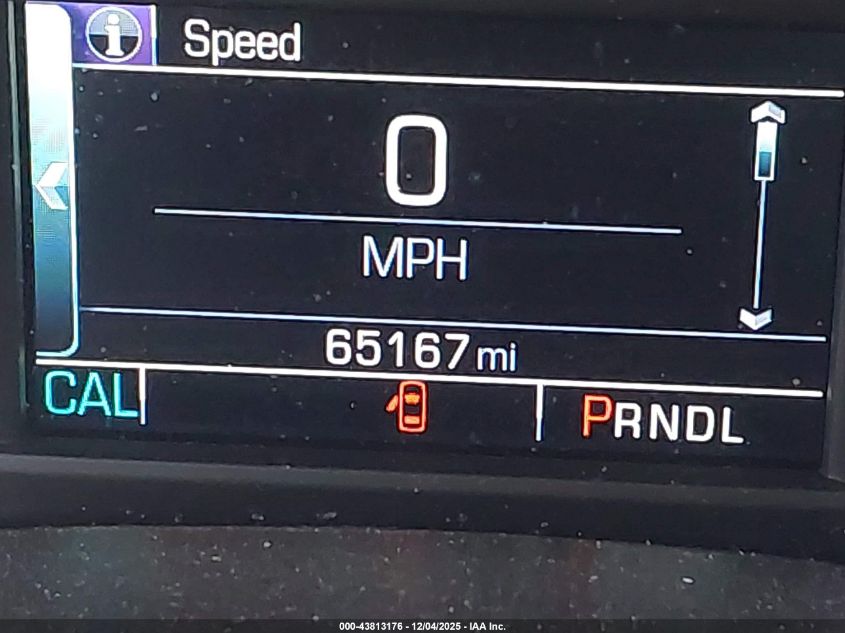 Speed
0
MPH
65167 mi
CAL PRNDL
000-43813176 - 12/04/2025 - IAA Inc.